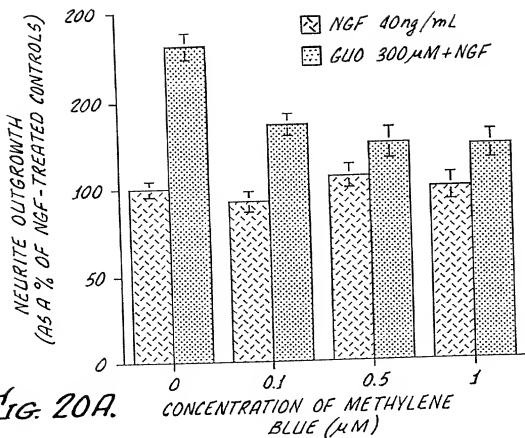 NGF 40ng/mL
GUO 300μM+NGF
NEURITE OUTGROWTH
(AS A % OF NGF-TREATED CONTROLS)
200
200
100
50
0
0
0.1
0.5
1
CONCENTRATION OF METHYLENE
BLUE (μM)
FIG. 20A.